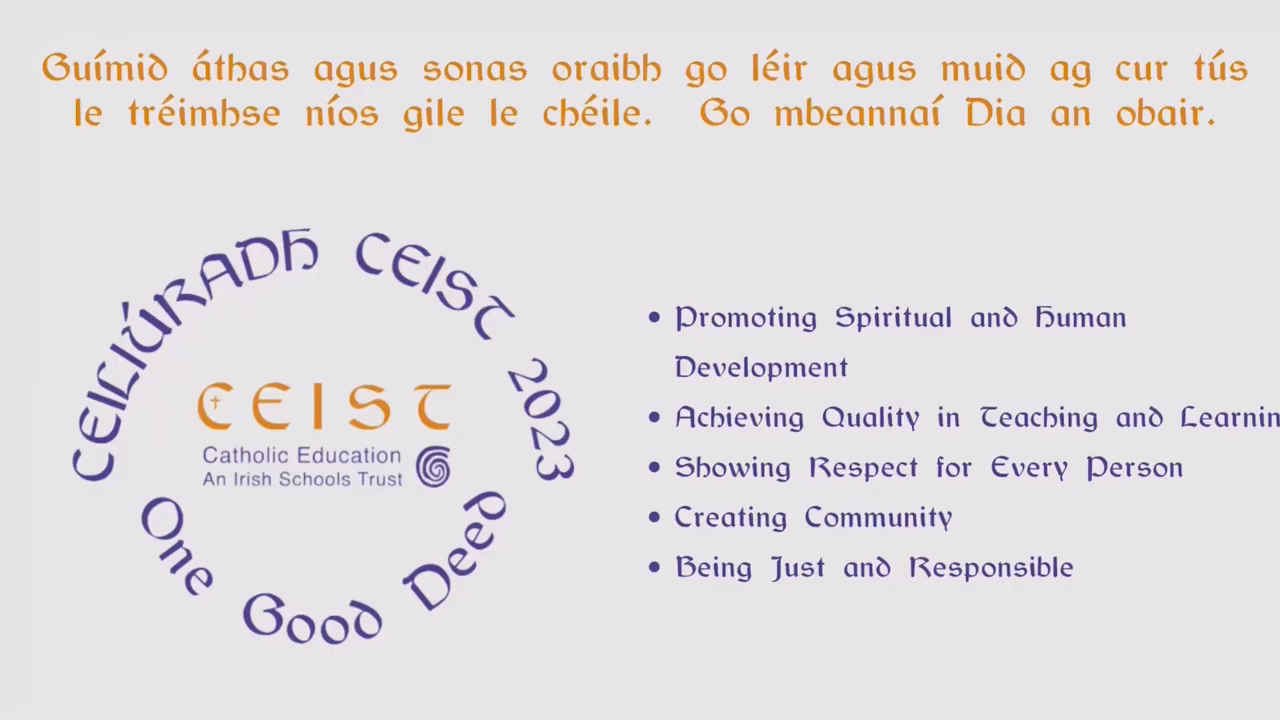 Guímid áthas agus sonas oraibh go léir agus muid ag cur tús
le tréimhse níos gile le chéile. Go mbeannaí Dia an obair.
CEILIÚRADH CEIST 2023
CEIST
Catholic Education
An Irish Schools Trust
One Good Deed
• Promoting Spiritual and Human
Development
• Achieving Quality in Teaching and Learnin
• Showing Respect for Every Person
• Creating Community
• Being Just and Responsible